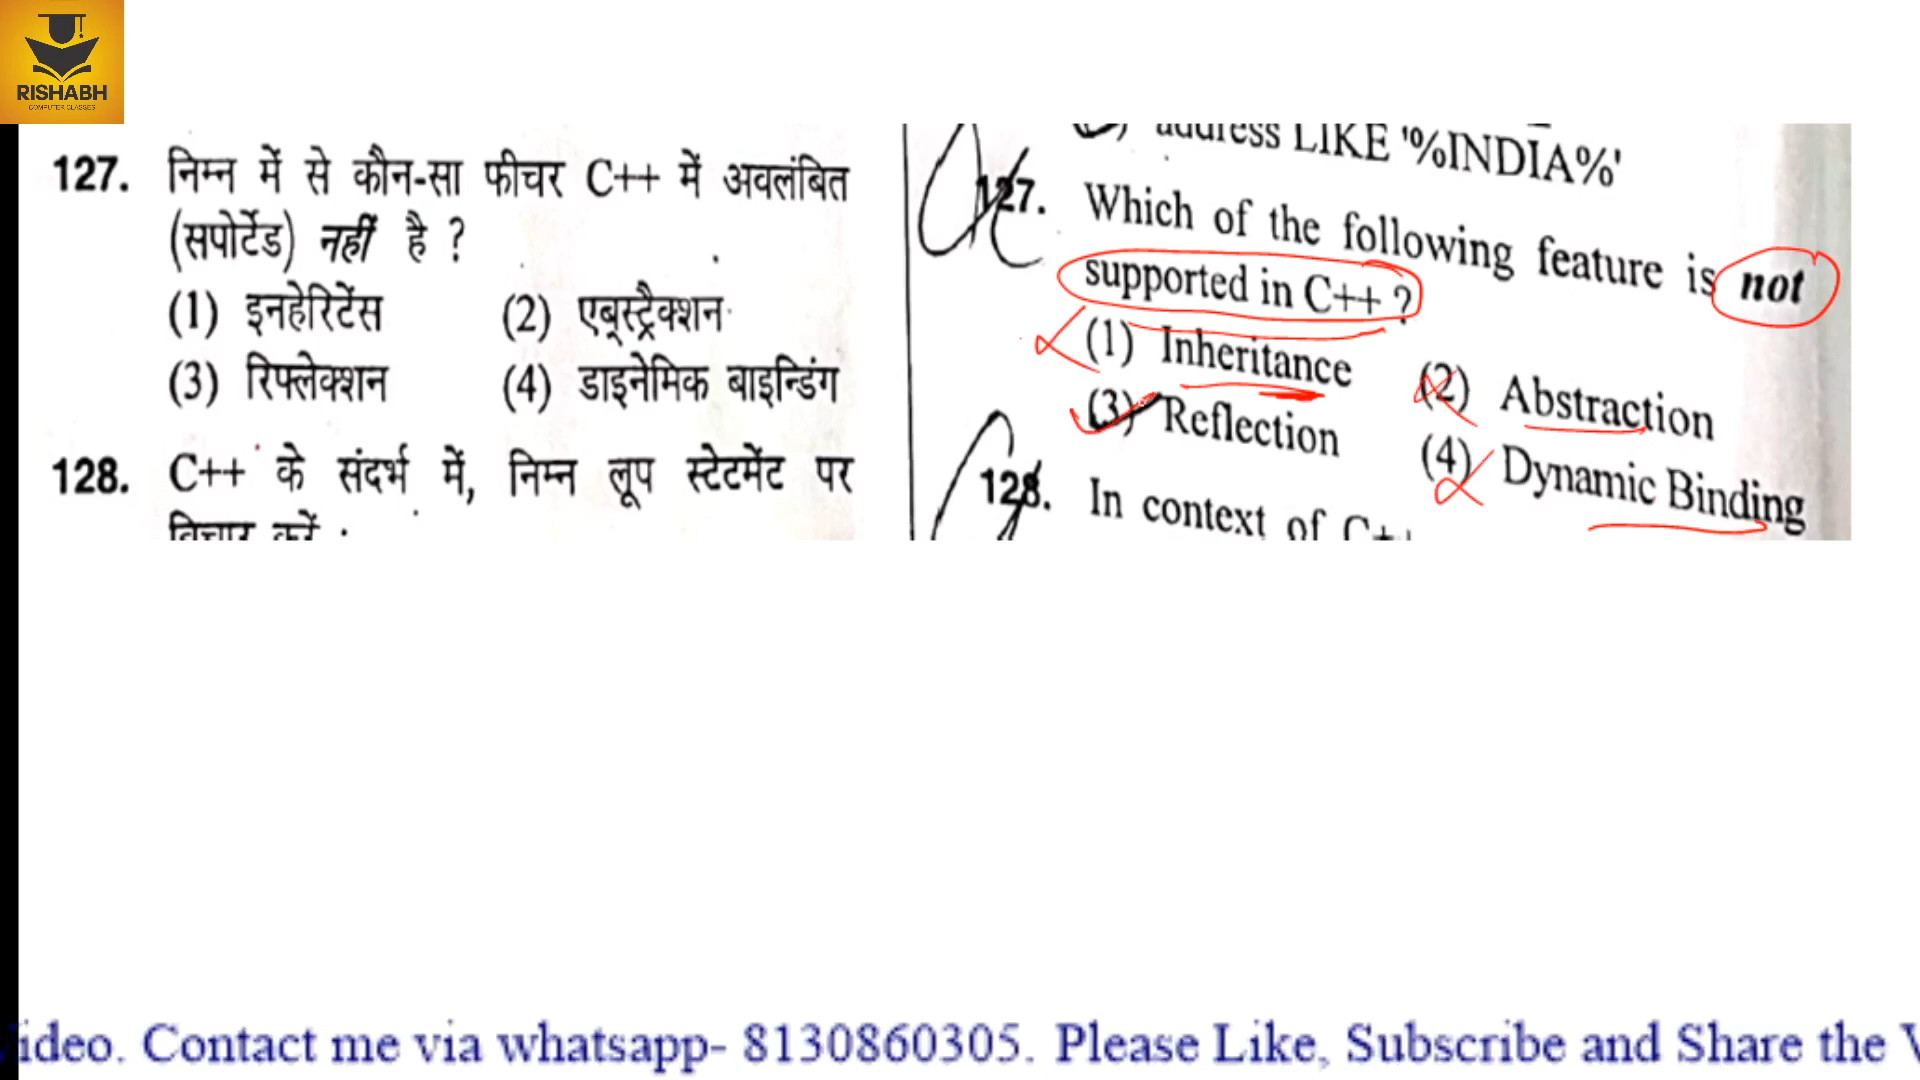 RISHABH
COMPUTER CLASSES
127. निम्न में से कौन-सा फीचर C++ में अवलंबित
(सपोर्टेड) नहीं है ?
(1) इनहेरिटेंस (2) एब्स्ट्रैक्शन
(3) रिफ्लेक्शन (4) डाइनेमिक बाइन्डिंग
128. C++ के संदर्भ में, निम्न लूप स्टेटमेंट पर
विचार करें :
address LIKE '%INDIA%'
127. Which of the following feature is not
supported in C++ ?
(1) Inheritance (2) Abstraction
(3) Reflection (4) Dynamic Binding
128. In context of C++
ideo. Contact me via whatsapp- 8130860305. Please Like, Subscribe and Share the V